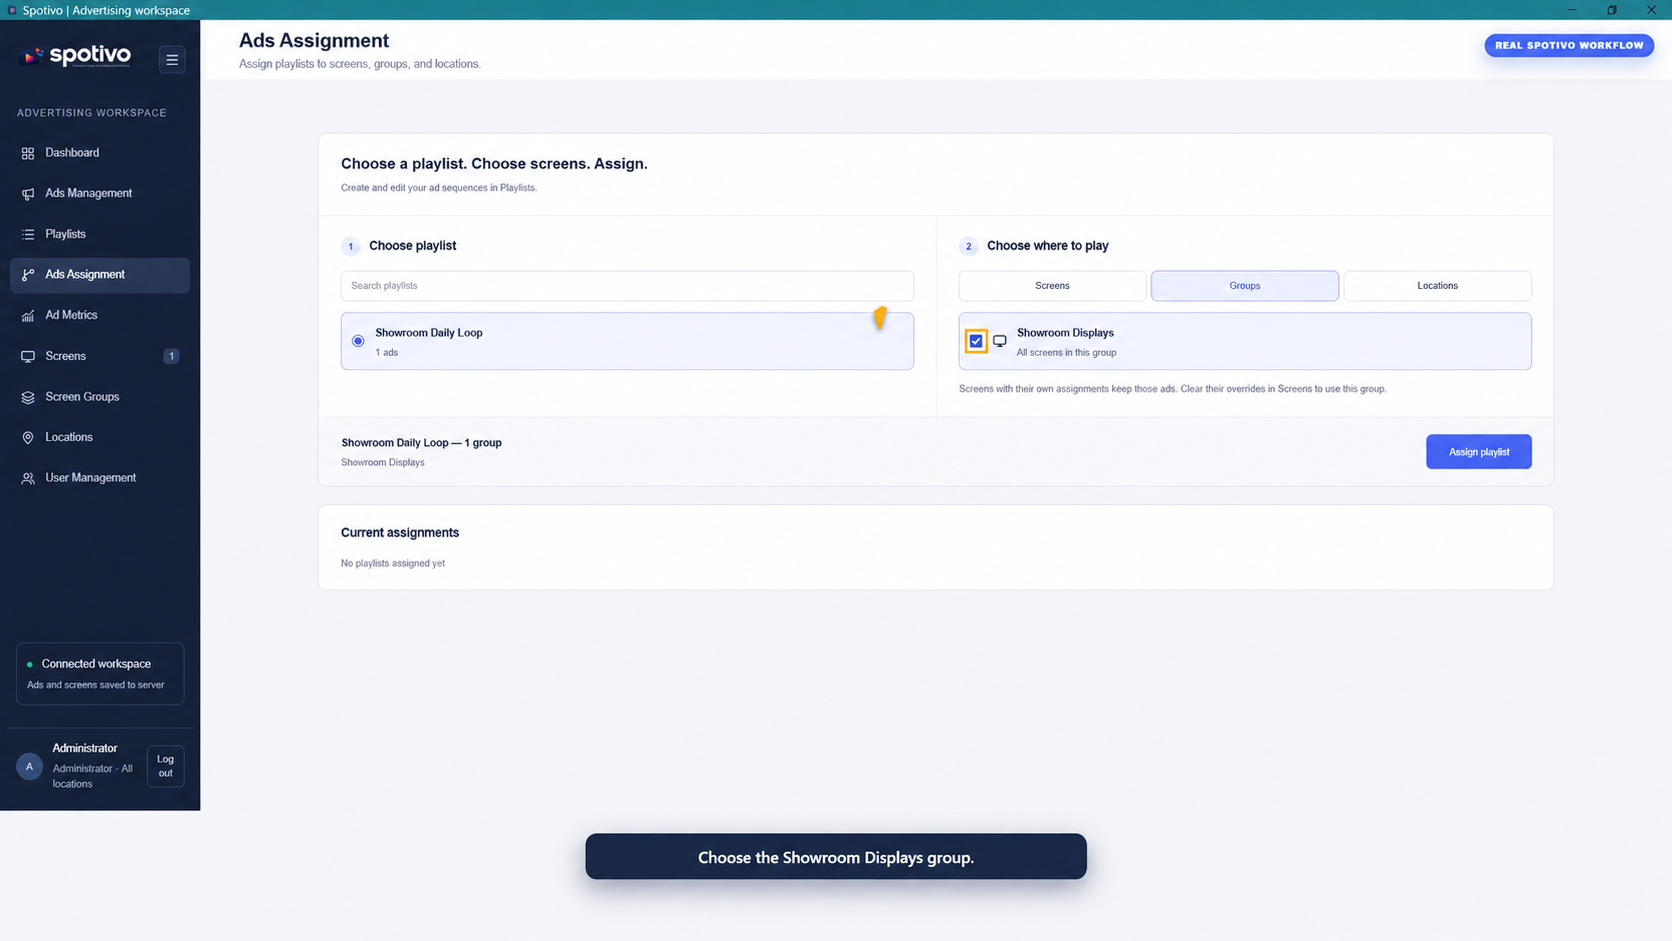 Spotivo | Advertising workspace
spotivo
ADVERTISING WORKSPACE
Dashboard
Ads Management
Playlists
Ads Assignment
Ad Metrics
Screens 1
Screen Groups
Locations
User Management
Connected workspace
Ads and screens saved to server
A
Administrator
Administrator · All
locations
Log
out
Ads Assignment
Assign playlists to screens, groups, and locations.
REAL SPOTIVO WORKFLOW
Choose a playlist. Choose screens. Assign.
Create and edit your ad sequences in Playlists.
1 Choose playlist
Search playlists
Showroom Daily Loop
1 ads
2 Choose where to play
Screens Groups Locations
Showroom Displays
All screens in this group
Screens with their own assignments keep those ads. Clear their overrides in Screens to use this group.
Showroom Daily Loop — 1 group
Showroom Displays
Assign playlist
Current assignments
No playlists assigned yet
Choose the Showroom Displays group.